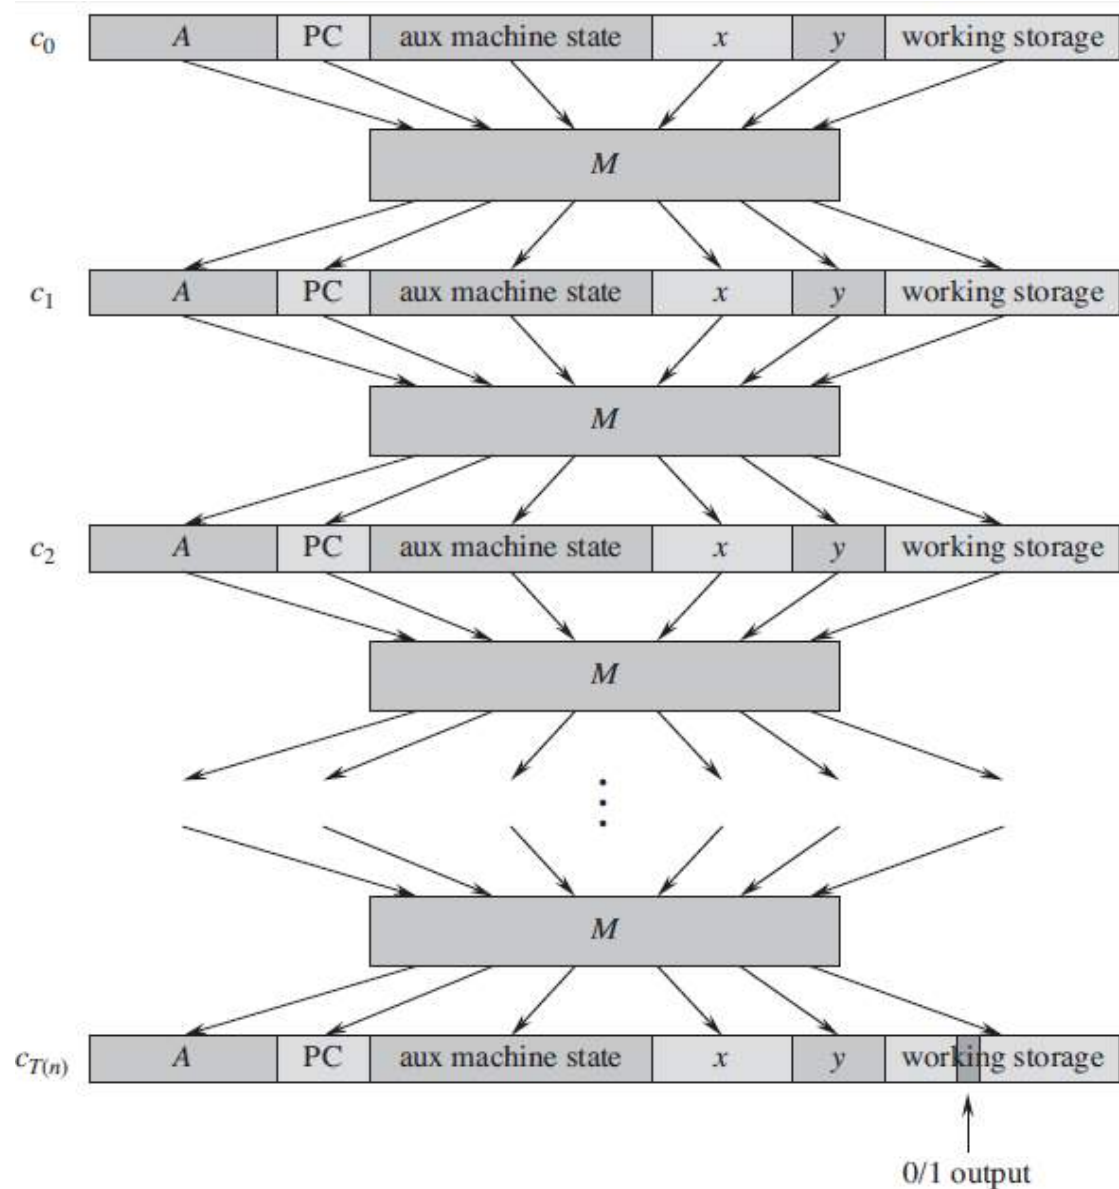 c₀ A PC aux machine state x y working storage
M
c₁ A PC aux machine state x y working storage
M
c₂ A PC aux machine state x y working storage
M
⋮
M
c_T(n) A PC aux machine state x y working storage
0/1 output